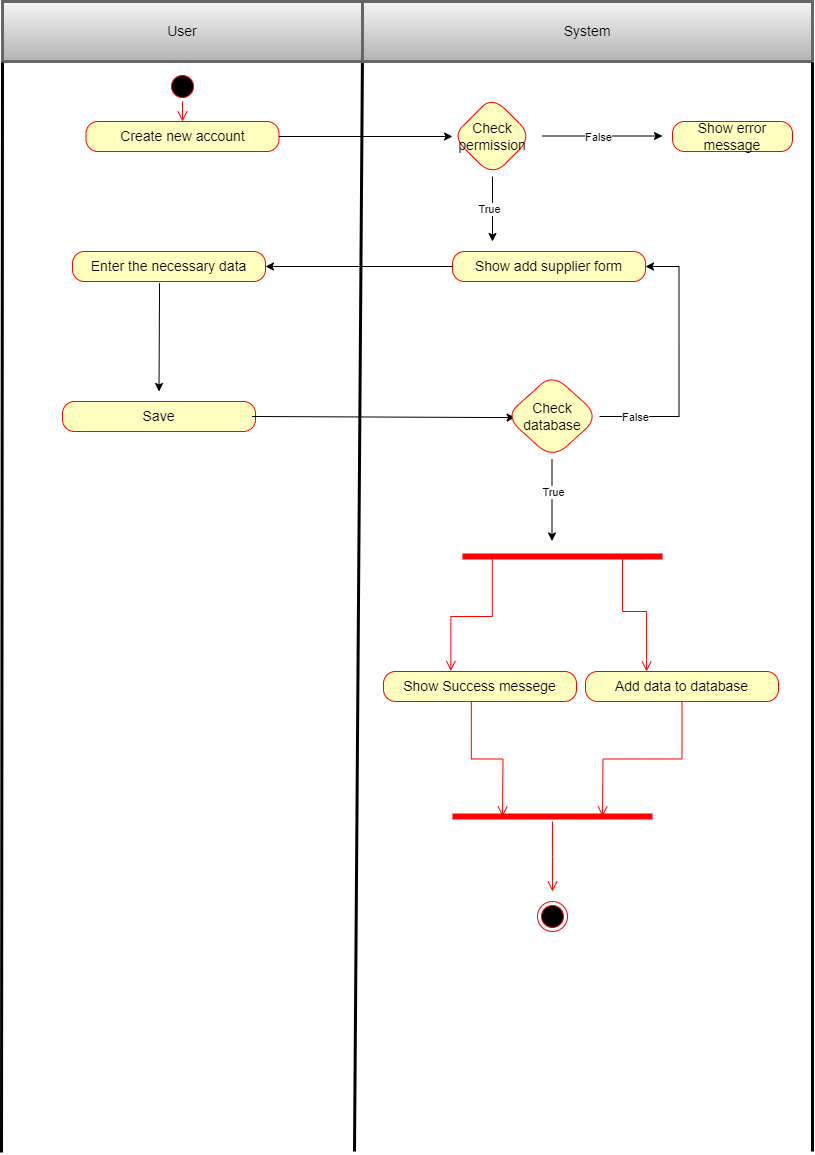 User
System
Create new account
Check
permission
False
Show error
message
True
Enter the necessary data
Show add supplier form
Save
Check
database
False
True
Show Success messege
Add data to database